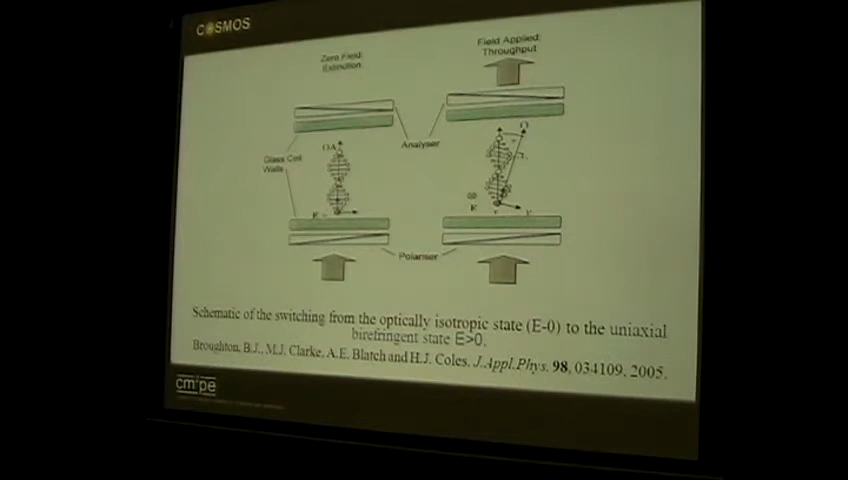 COSMOS
Zero Field:
Extinction
Field Applied:
Throughput
Analyser
Glass Cell
Walls
OA
E
E
Polariser
Schematic of the switching from the optically isotropic state (E-0) to the uniaxial
birefringent state E>0.
Broughton, B.J., M.J. Clarke, A.E. Blatch and H.J. Coles, J.Appl.Phys. 98, 034109, 2005.